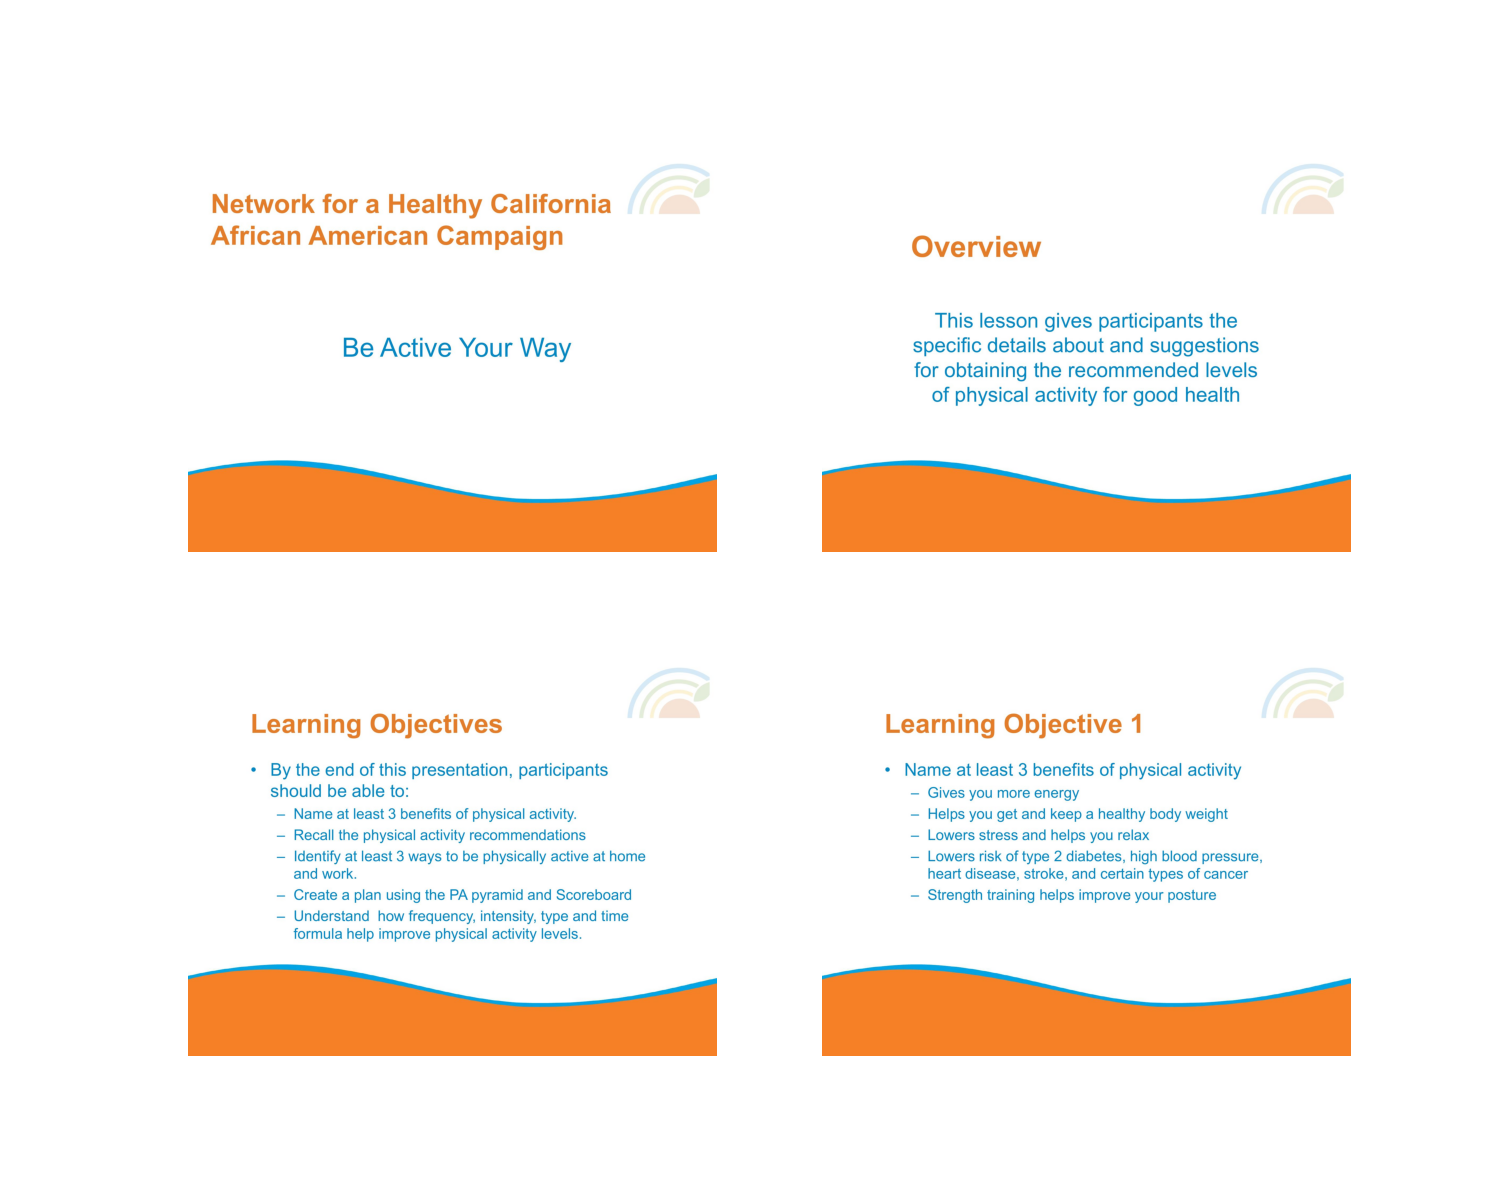 Network for a Healthy California
African American Campaign
Be Active Your Way
Overview
This lesson gives participants the
specific details about and suggestions
for obtaining the recommended levels
of physical activity for good health
Learning Objectives
• By the end of this presentation, participants
should be able to:
– Name at least 3 benefits of physical activity.
– Recall the physical activity recommendations
– Identify at least 3 ways to be physically active at home
and work.
– Create a plan using the PA pyramid and Scoreboard
– Understand  how frequency, intensity, type and time
formula help improve physical activity levels.
Learning Objective 1
• Name at least 3 benefits of physical activity
– Gives you more energy
– Helps you get and keep a healthy body weight
– Lowers stress and helps you relax
– Lowers risk of type 2 diabetes, high blood pressure,
heart disease, stroke, and certain types of cancer
– Strength training helps improve your posture